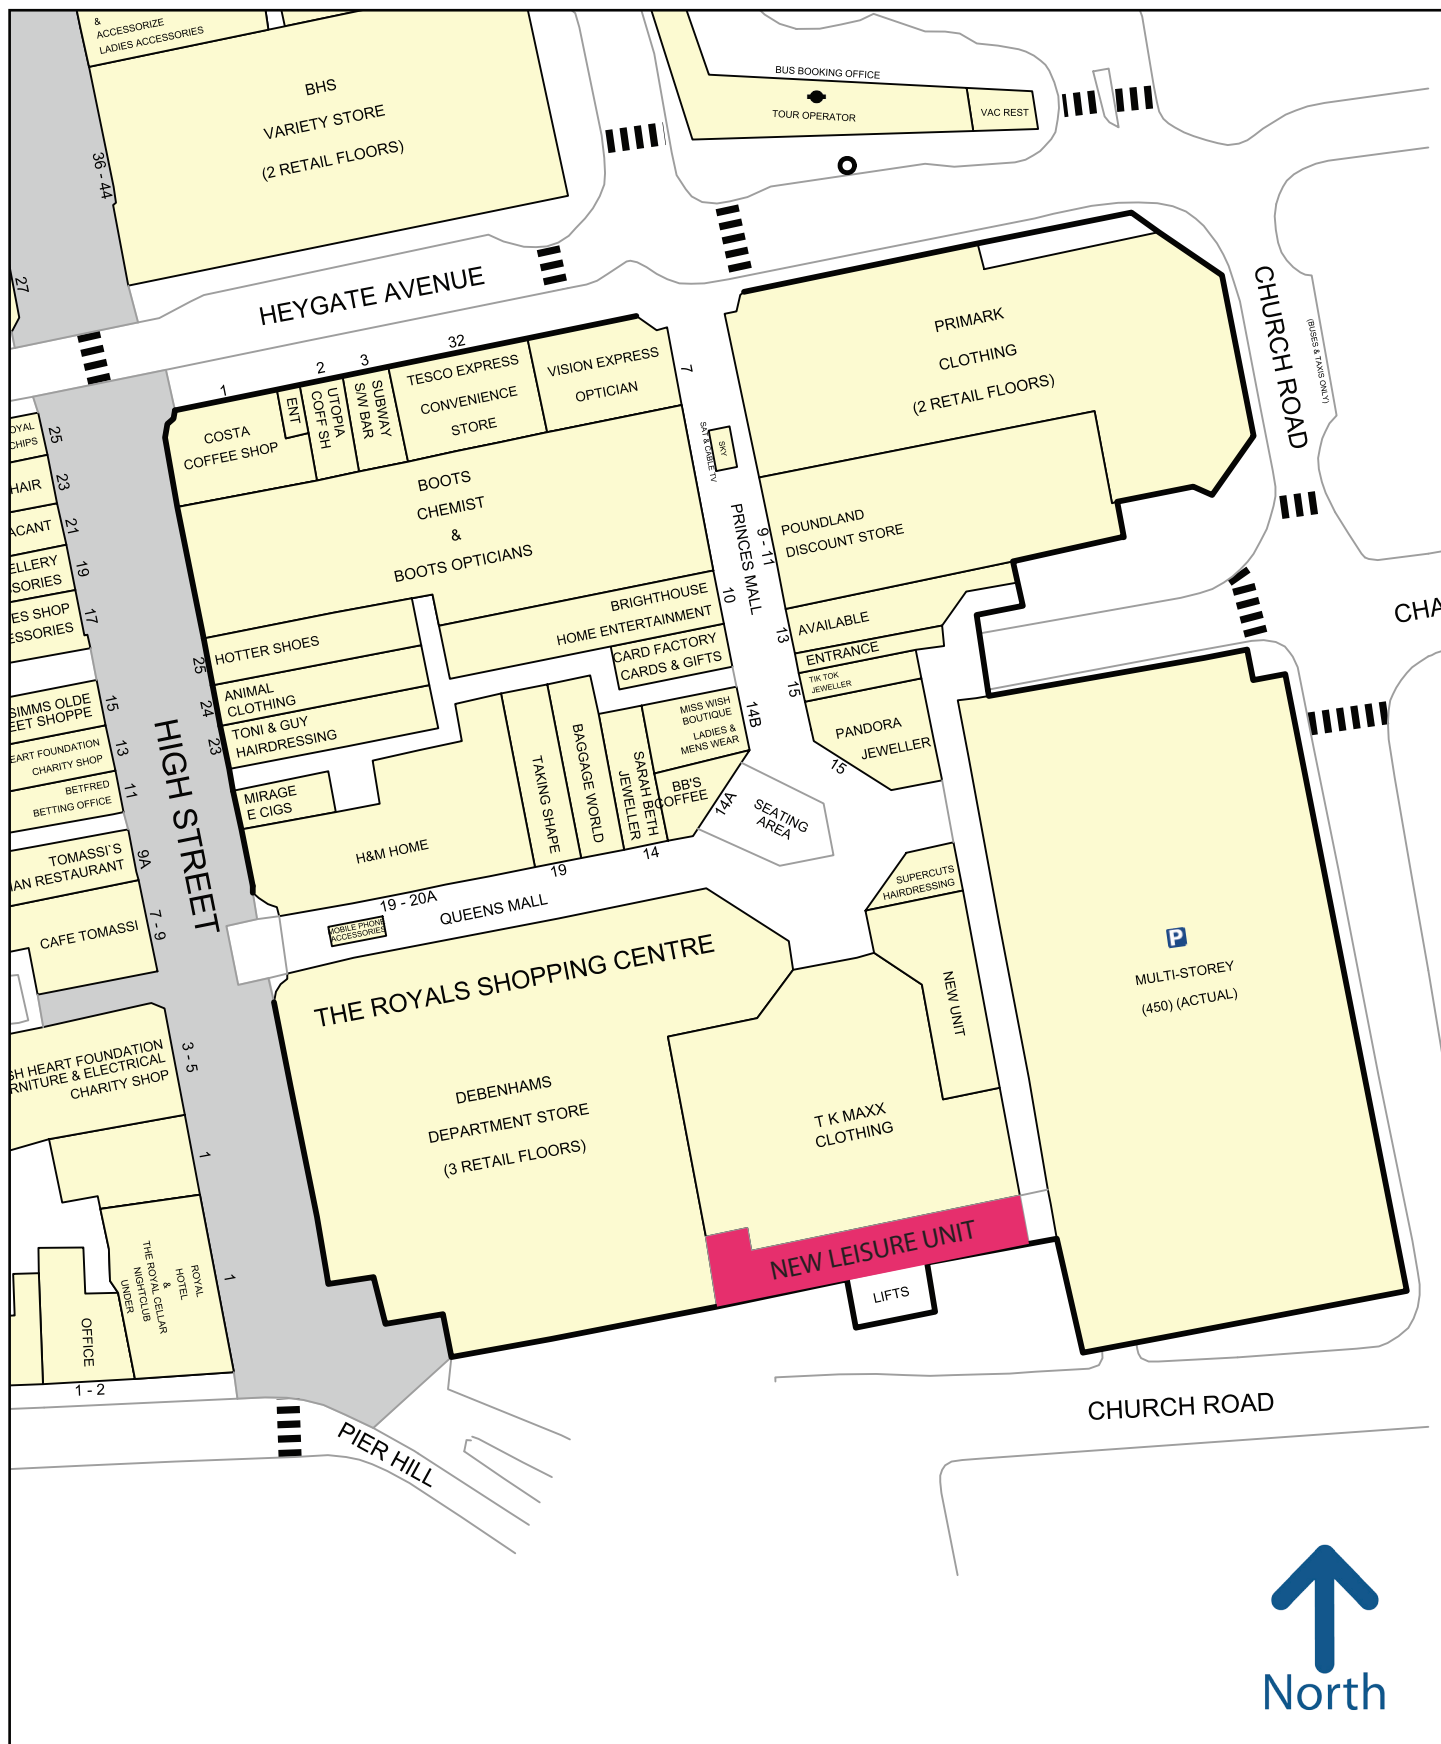 &
ACCESSORIZE
LADIES ACCESSORIES
BHS
VARIETY STORE
(2 RETAIL FLOORS)
36 - 44
27
BUS BOOKING OFFICE
TOUR OPERATOR
VAC REST
HEYGATE AVENUE
CHURCH ROAD
(BUSES & TAXIS ONLY)
PRIMARK
CLOTHING
(2 RETAIL FLOORS)
1
2
3
32
7
COSTA
COFFEE SHOP
ENT
UTOPIA
COFF SH
SUBWAY
S/W BAR
TESCO EXPRESS
CONVENIENCE
STORE
VISION EXPRESS
OPTICIAN
SKY
SAT & CABLE TV
BOOTS
CHEMIST
&
BOOTS OPTICIANS
PRINCES MALL
9 - 11
POUNDLAND
DISCOUNT STORE
OYAL
CHIPS
25
HAIR
23
ACANT
21
ELLERY
SORIES
19
ES SHOP
ESSORIES
17
BRIGHTHOUSE
HOME ENTERTAINMENT
10
AVAILABLE
13
ENTRANCE
CARD FACTORY
CARDS & GIFTS
HOTTER SHOES
25
ANIMAL
CLOTHING
24
TONI & GUY
HAIRDRESSING
23
TIK TOK
JEWELLER
15
PANDORA
JEWELLER
15
CHA
SIMMS OLDE
EET SHOPPE
15
EART FOUNDATION
CHARITY SHOP
13
BETFRED
BETTING OFFICE
11
HIGH STREET
MIRAGE
E CIGS
H&M HOME
TAKING SHAPE
BAGGAGE WORLD
SARAH BETH
JEWELLER
MISS WISH
BOUTIQUE
LADIES &
MENS WEAR
14B
BB'S
COFFEE
14A
SEATING
AREA
14
19
19 - 20A
QUEENS MALL
MOBILE PHONE
ACCESSORIES
TOMASSI`S
IAN RESTAURANT
9A
CAFE TOMASSI
7 - 9
SUPERCUTS
HAIRDRESSING
THE ROYALS SHOPPING CENTRE
NEW UNIT
P
MULTI-STOREY
(450) (ACTUAL)
SH HEART FOUNDATION
RNITURE & ELECTRICAL
CHARITY SHOP
3 - 5
DEBENHAMS
DEPARTMENT STORE
(3 RETAIL FLOORS)
T K MAXX
CLOTHING
1
NEW LEISURE UNIT
LIFTS
ROYAL
HOTEL
&
THE ROYAL CELLAR
NIGHTCLUB
UNDER
1
OFFICE
1 - 2
PIER HILL
CHURCH ROAD
North